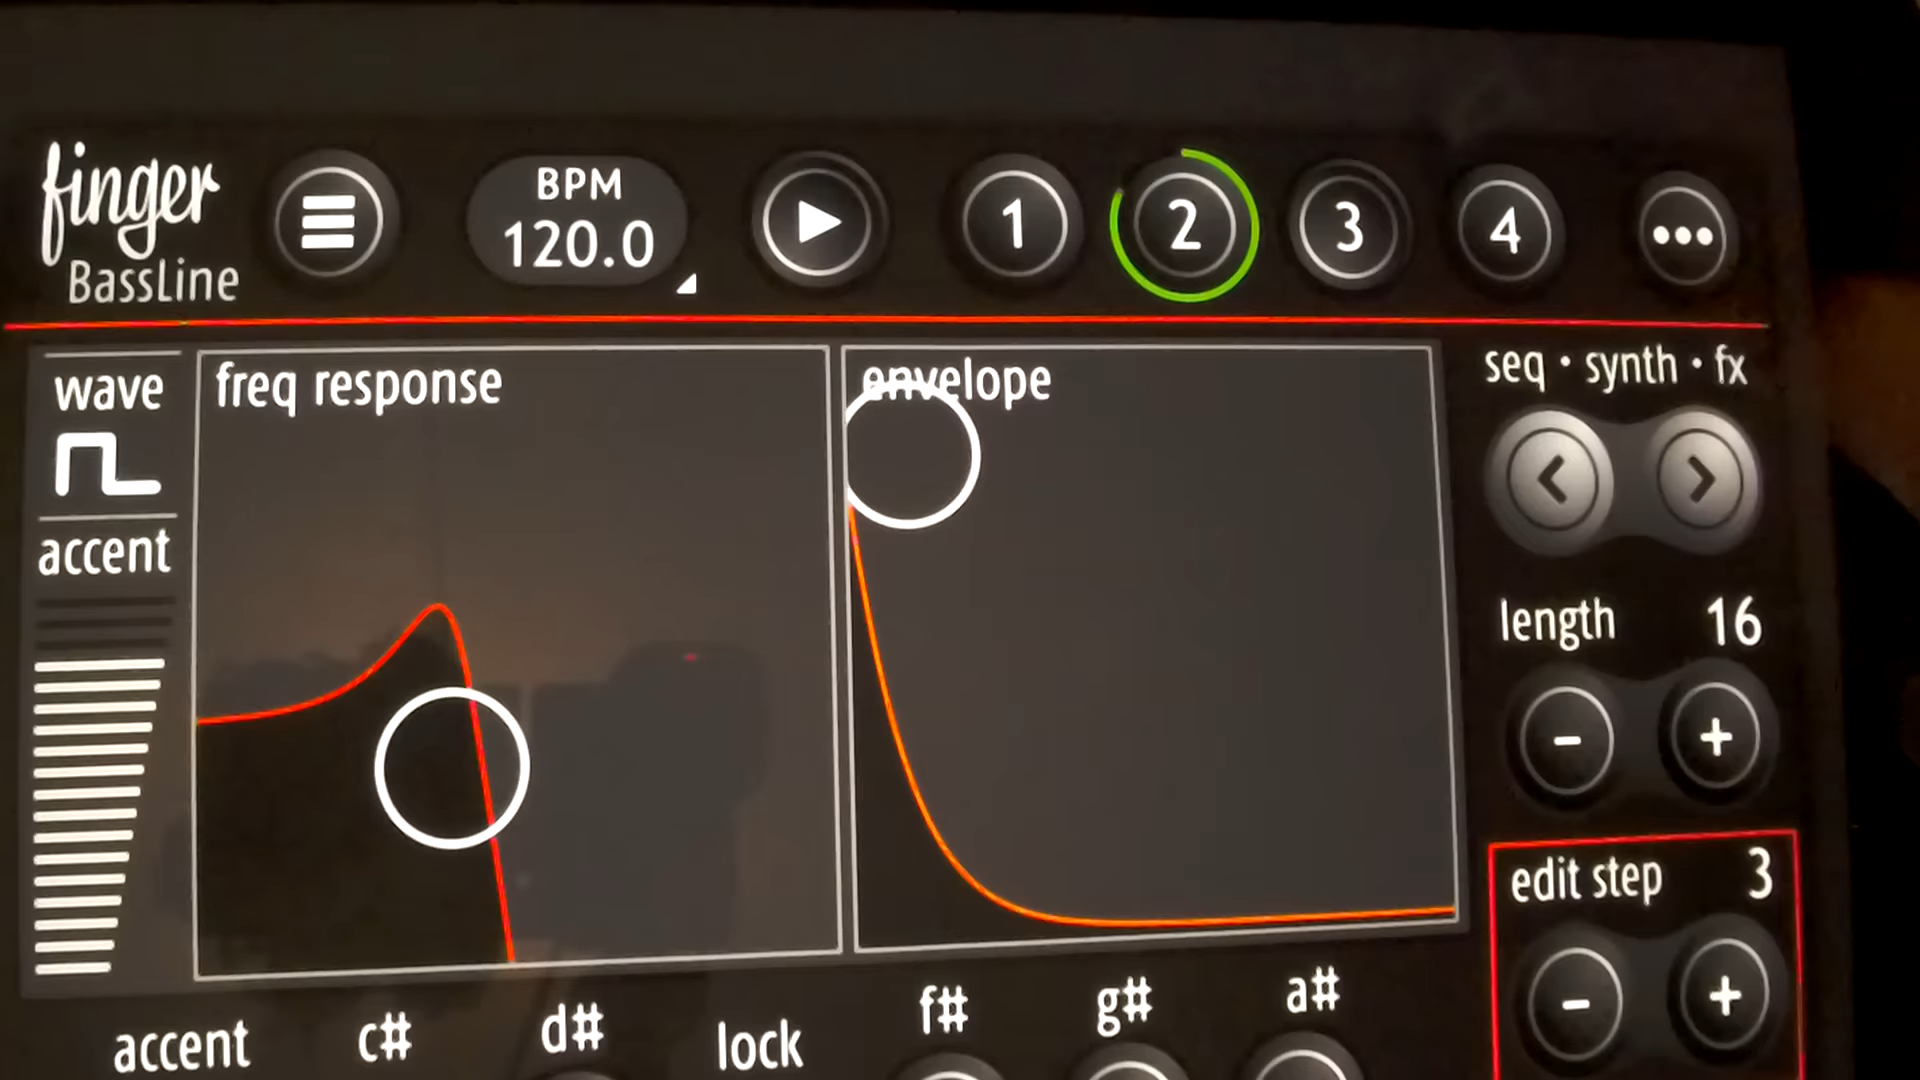 finger
BassLine
BPM
120.0
1
2
3
4
wave
accent
freq response
envelope
seq • synth • fx
length 16
- +
edit step 3
- +
accent c# d# lock f# g# a#